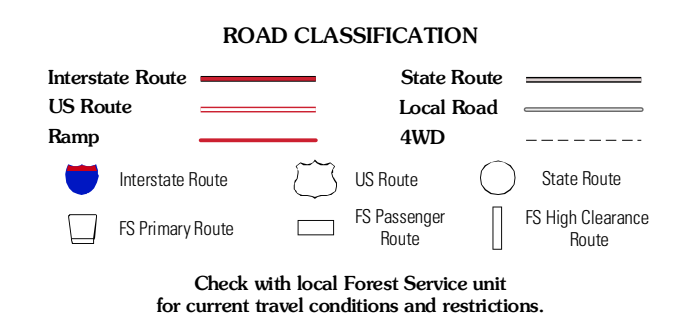 ROAD CLASSIFICATION
Interstate Route
State Route
US Route
Local Road
Ramp
4WD
Interstate Route
US Route
State Route
FS Primary Route
FS Passenger
Route
FS High Clearance
Route
Check with local Forest Service unit
for current travel conditions and restrictions.